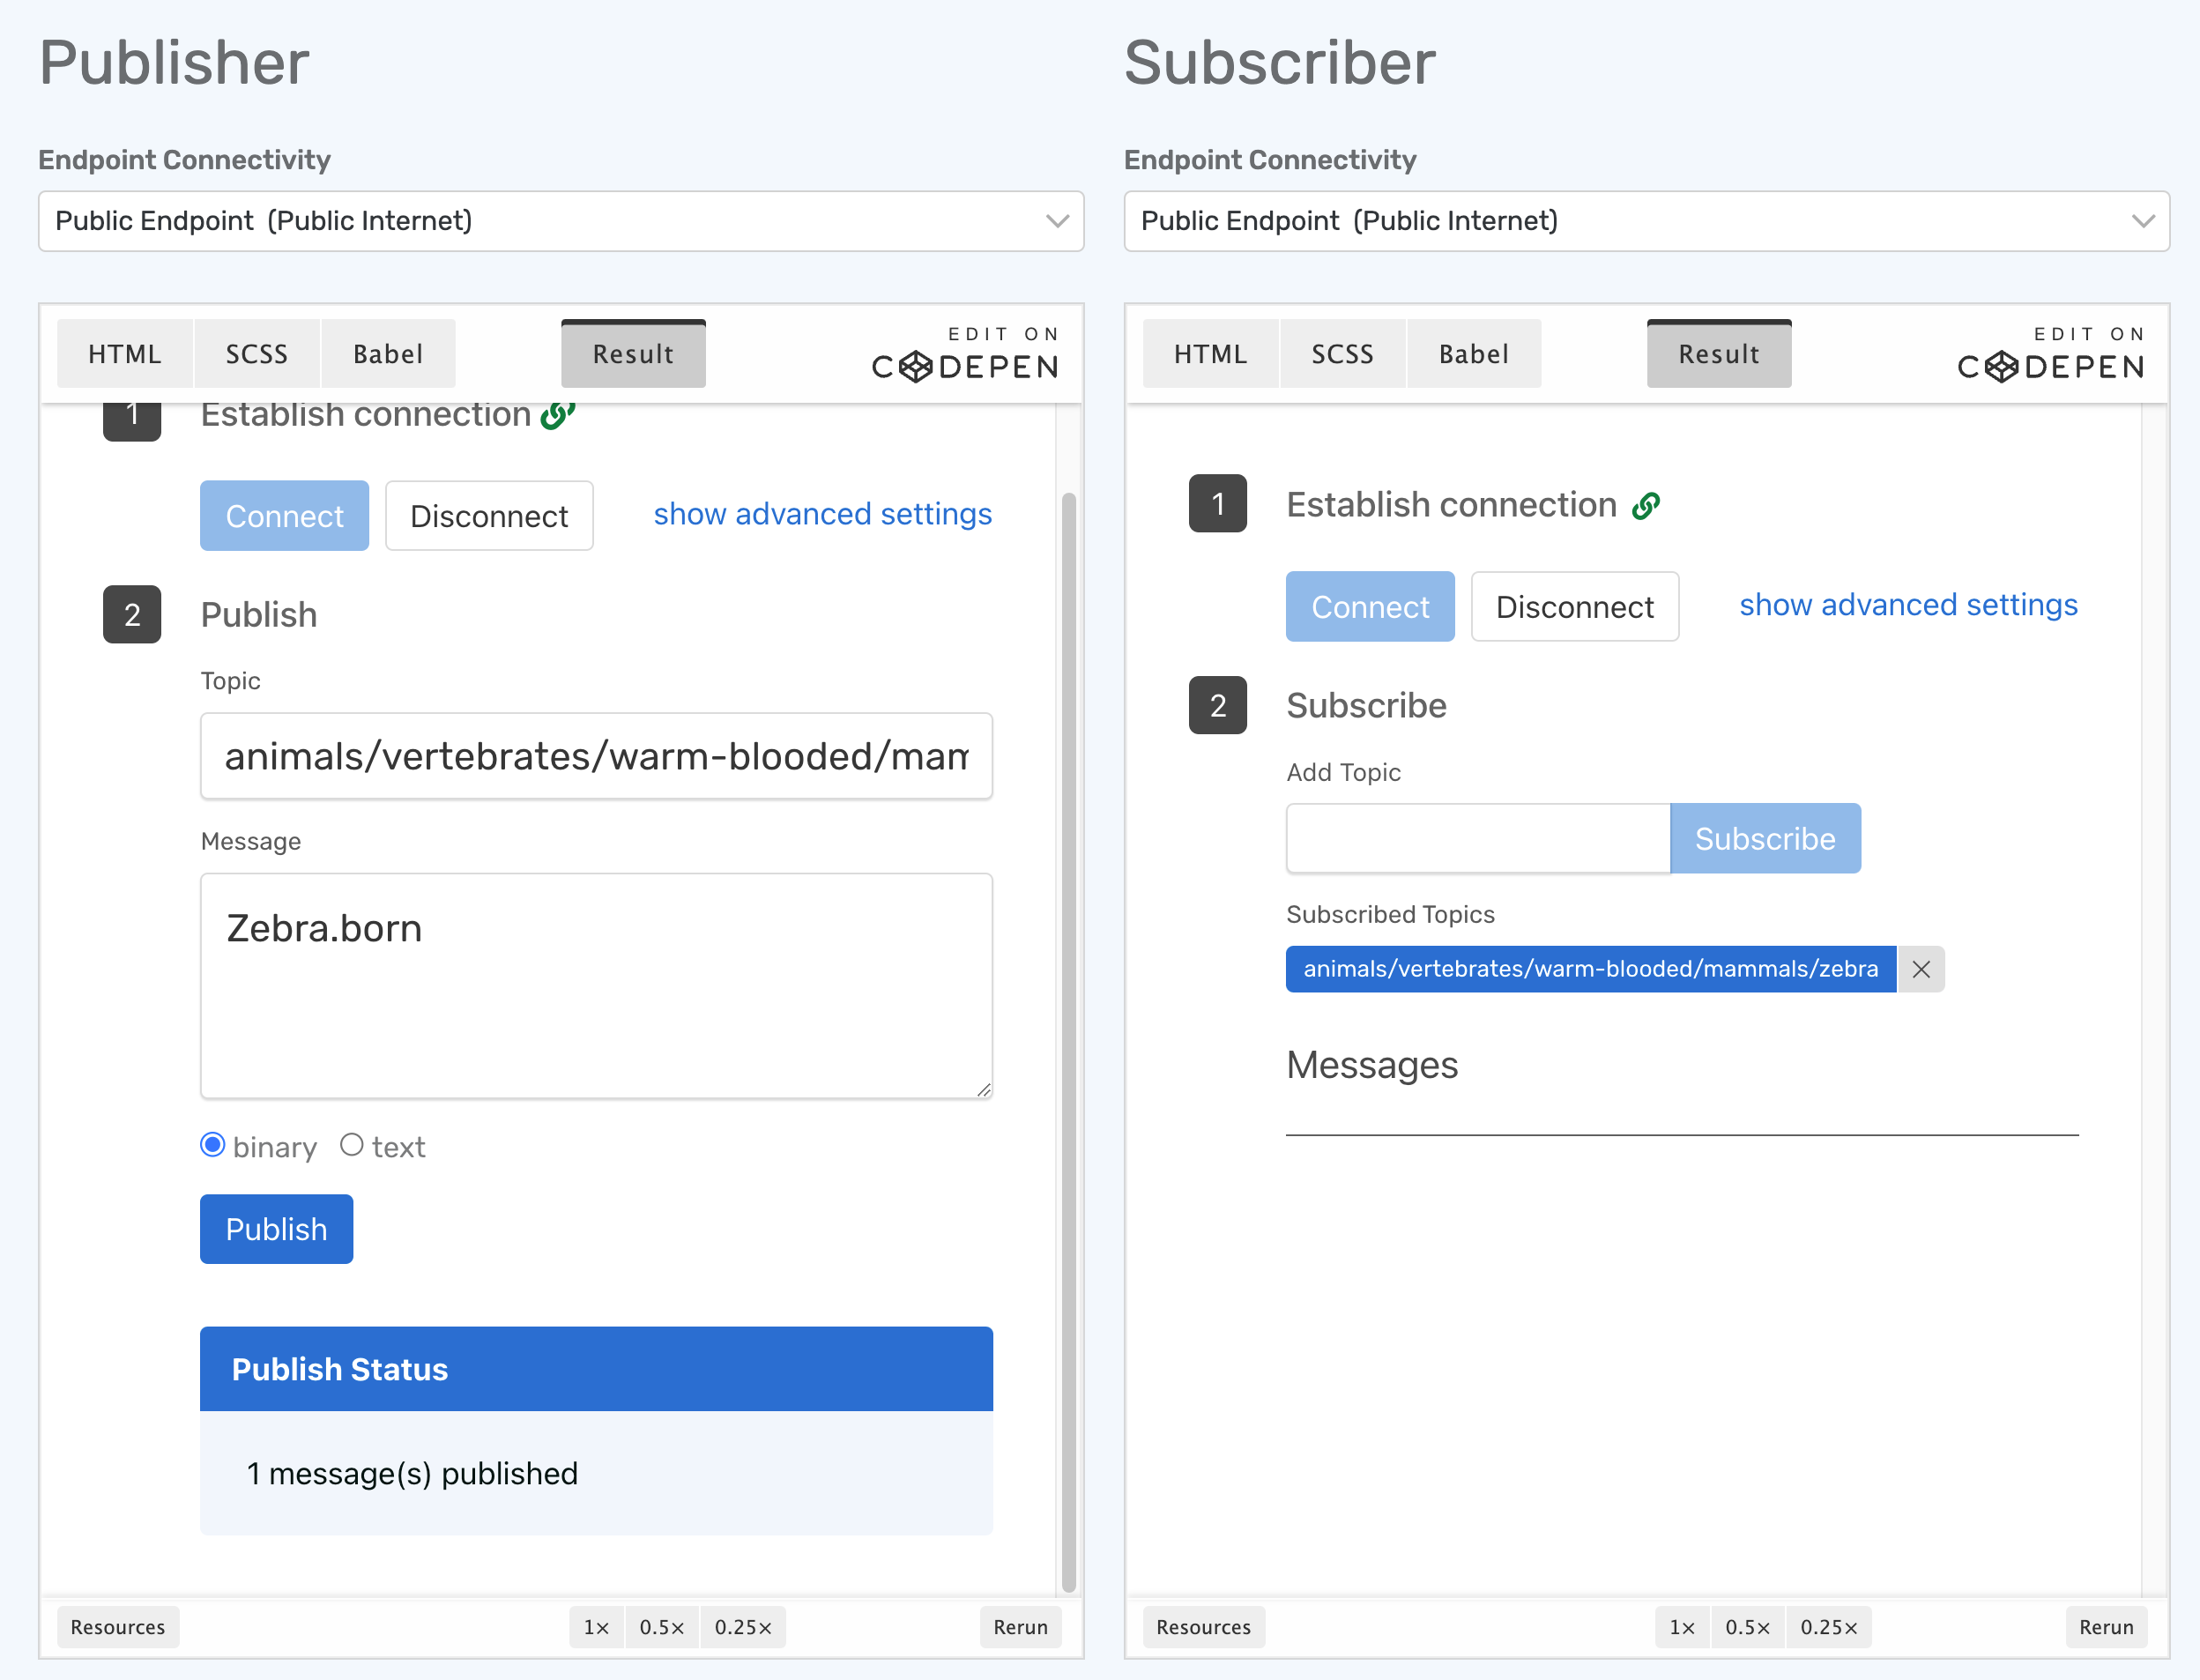 Publisher
Endpoint Connectivity
Public Endpoint (Public Internet)
HTML SCSS Babel Result EDIT ON
CODEPEN
1 Establish connection
Connect Disconnect show advanced settings
2 Publish
Topic
animals/vertebrates/warm-blooded/mam
Message
Zebra.born
binary text
Publish
Publish Status
1 message(s) published
Resources 1× 0.5× 0.25× Rerun
Subscriber
Endpoint Connectivity
Public Endpoint (Public Internet)
HTML SCSS Babel Result EDIT ON
CODEPEN
1 Establish connection
Connect Disconnect show advanced settings
2 Subscribe
Add Topic
Subscribe
Subscribed Topics
animals/vertebrates/warm-blooded/mammals/zebra
Messages
Resources 1× 0.5× 0.25× Rerun